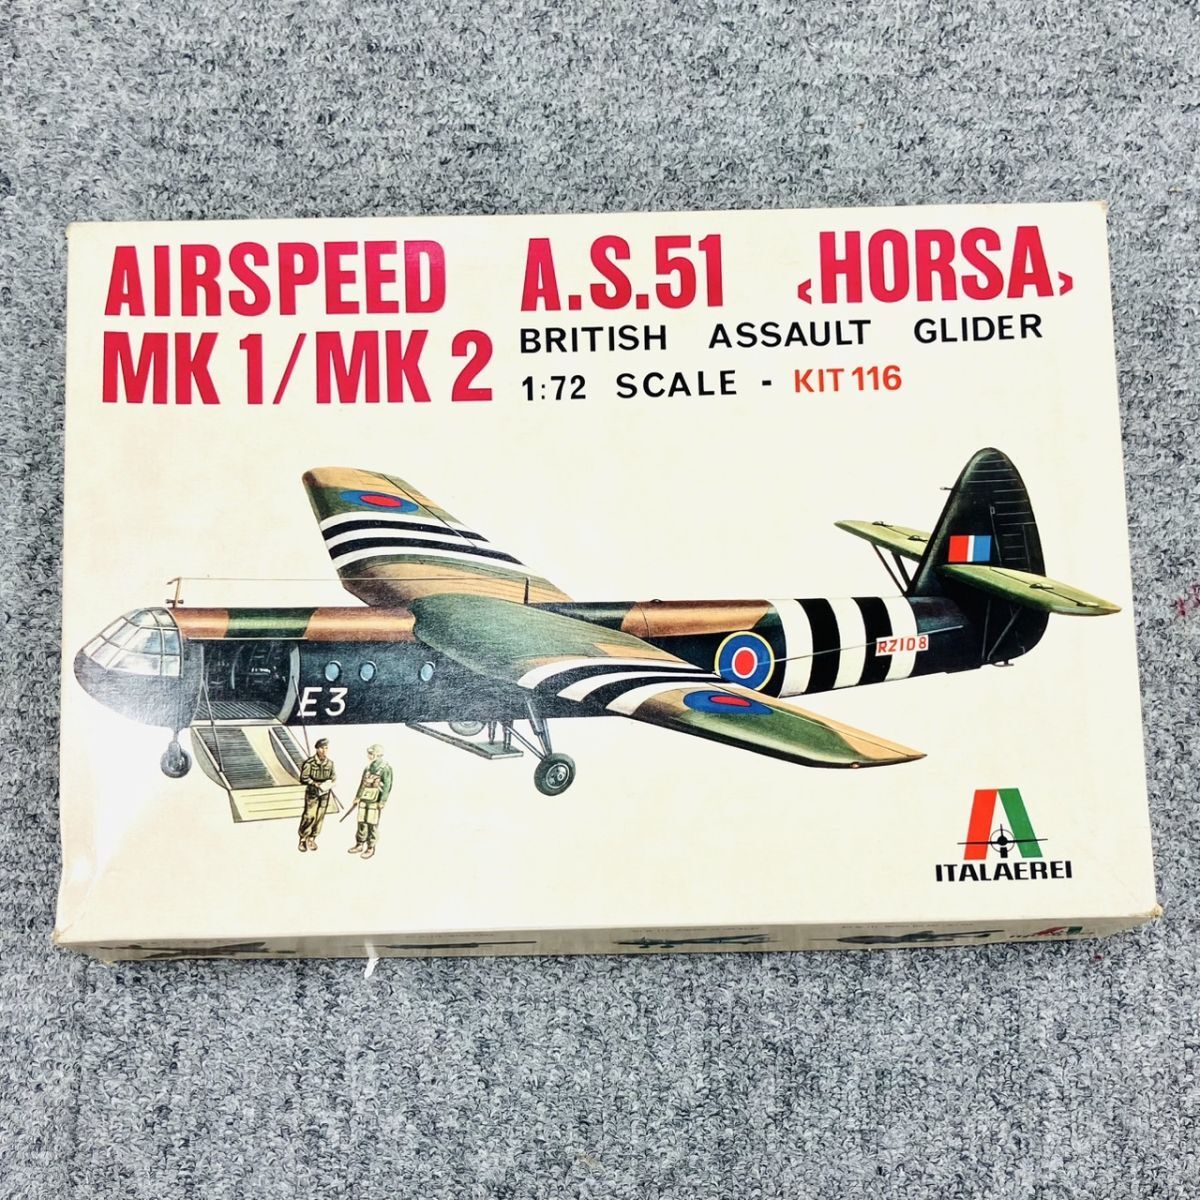 AIRSPEED A.S.51 ‹HORSA›
MK 1/MK 2
BRITISH ASSAULT GLIDER
1:72 SCALE - KIT 116
RZ108
E3
ITALAEREI